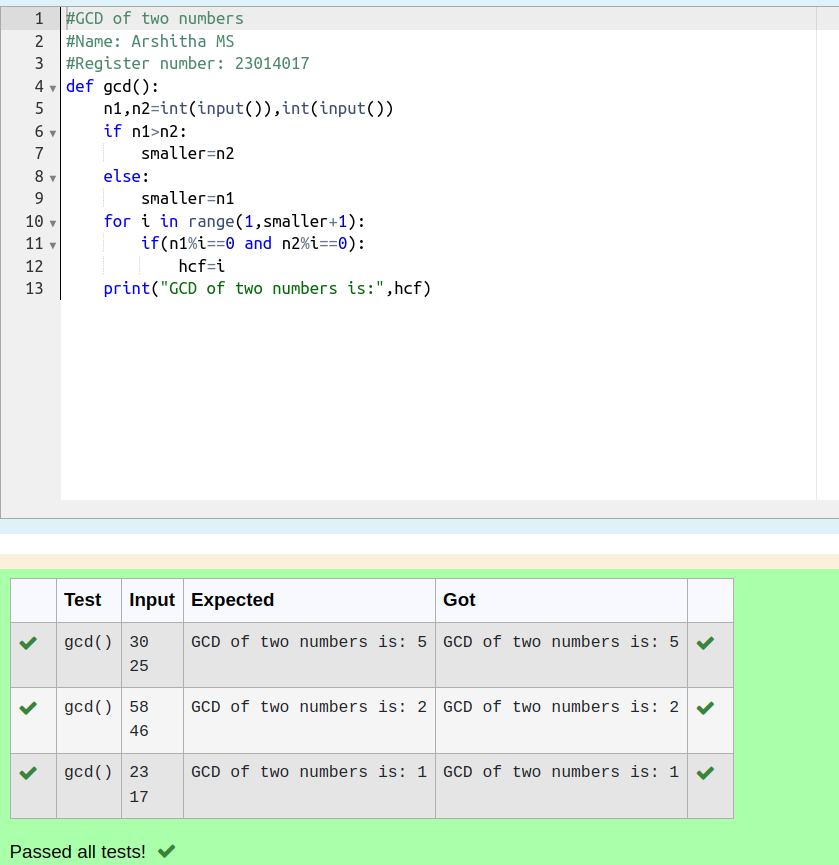 1 #GCD of two numbers
2 #Name: Arshitha MS
3 #Register number: 23014017
4 def gcd():
5     n1,n2=int(input()),int(input())
6     if n1>n2:
7         smaller=n2
8     else:
9         smaller=n1
10     for i in range(1,smaller+1):
11         if(n1%i==0 and n2%i==0):
12             hcf=i
13     print("GCD of two numbers is:",hcf)
Test Input Expected Got
gcd() 30 GCD of two numbers is: 5 GCD of two numbers is: 5
25
gcd() 58 GCD of two numbers is: 2 GCD of two numbers is: 2
46
gcd() 23 GCD of two numbers is: 1 GCD of two numbers is: 1
17
Passed all tests!